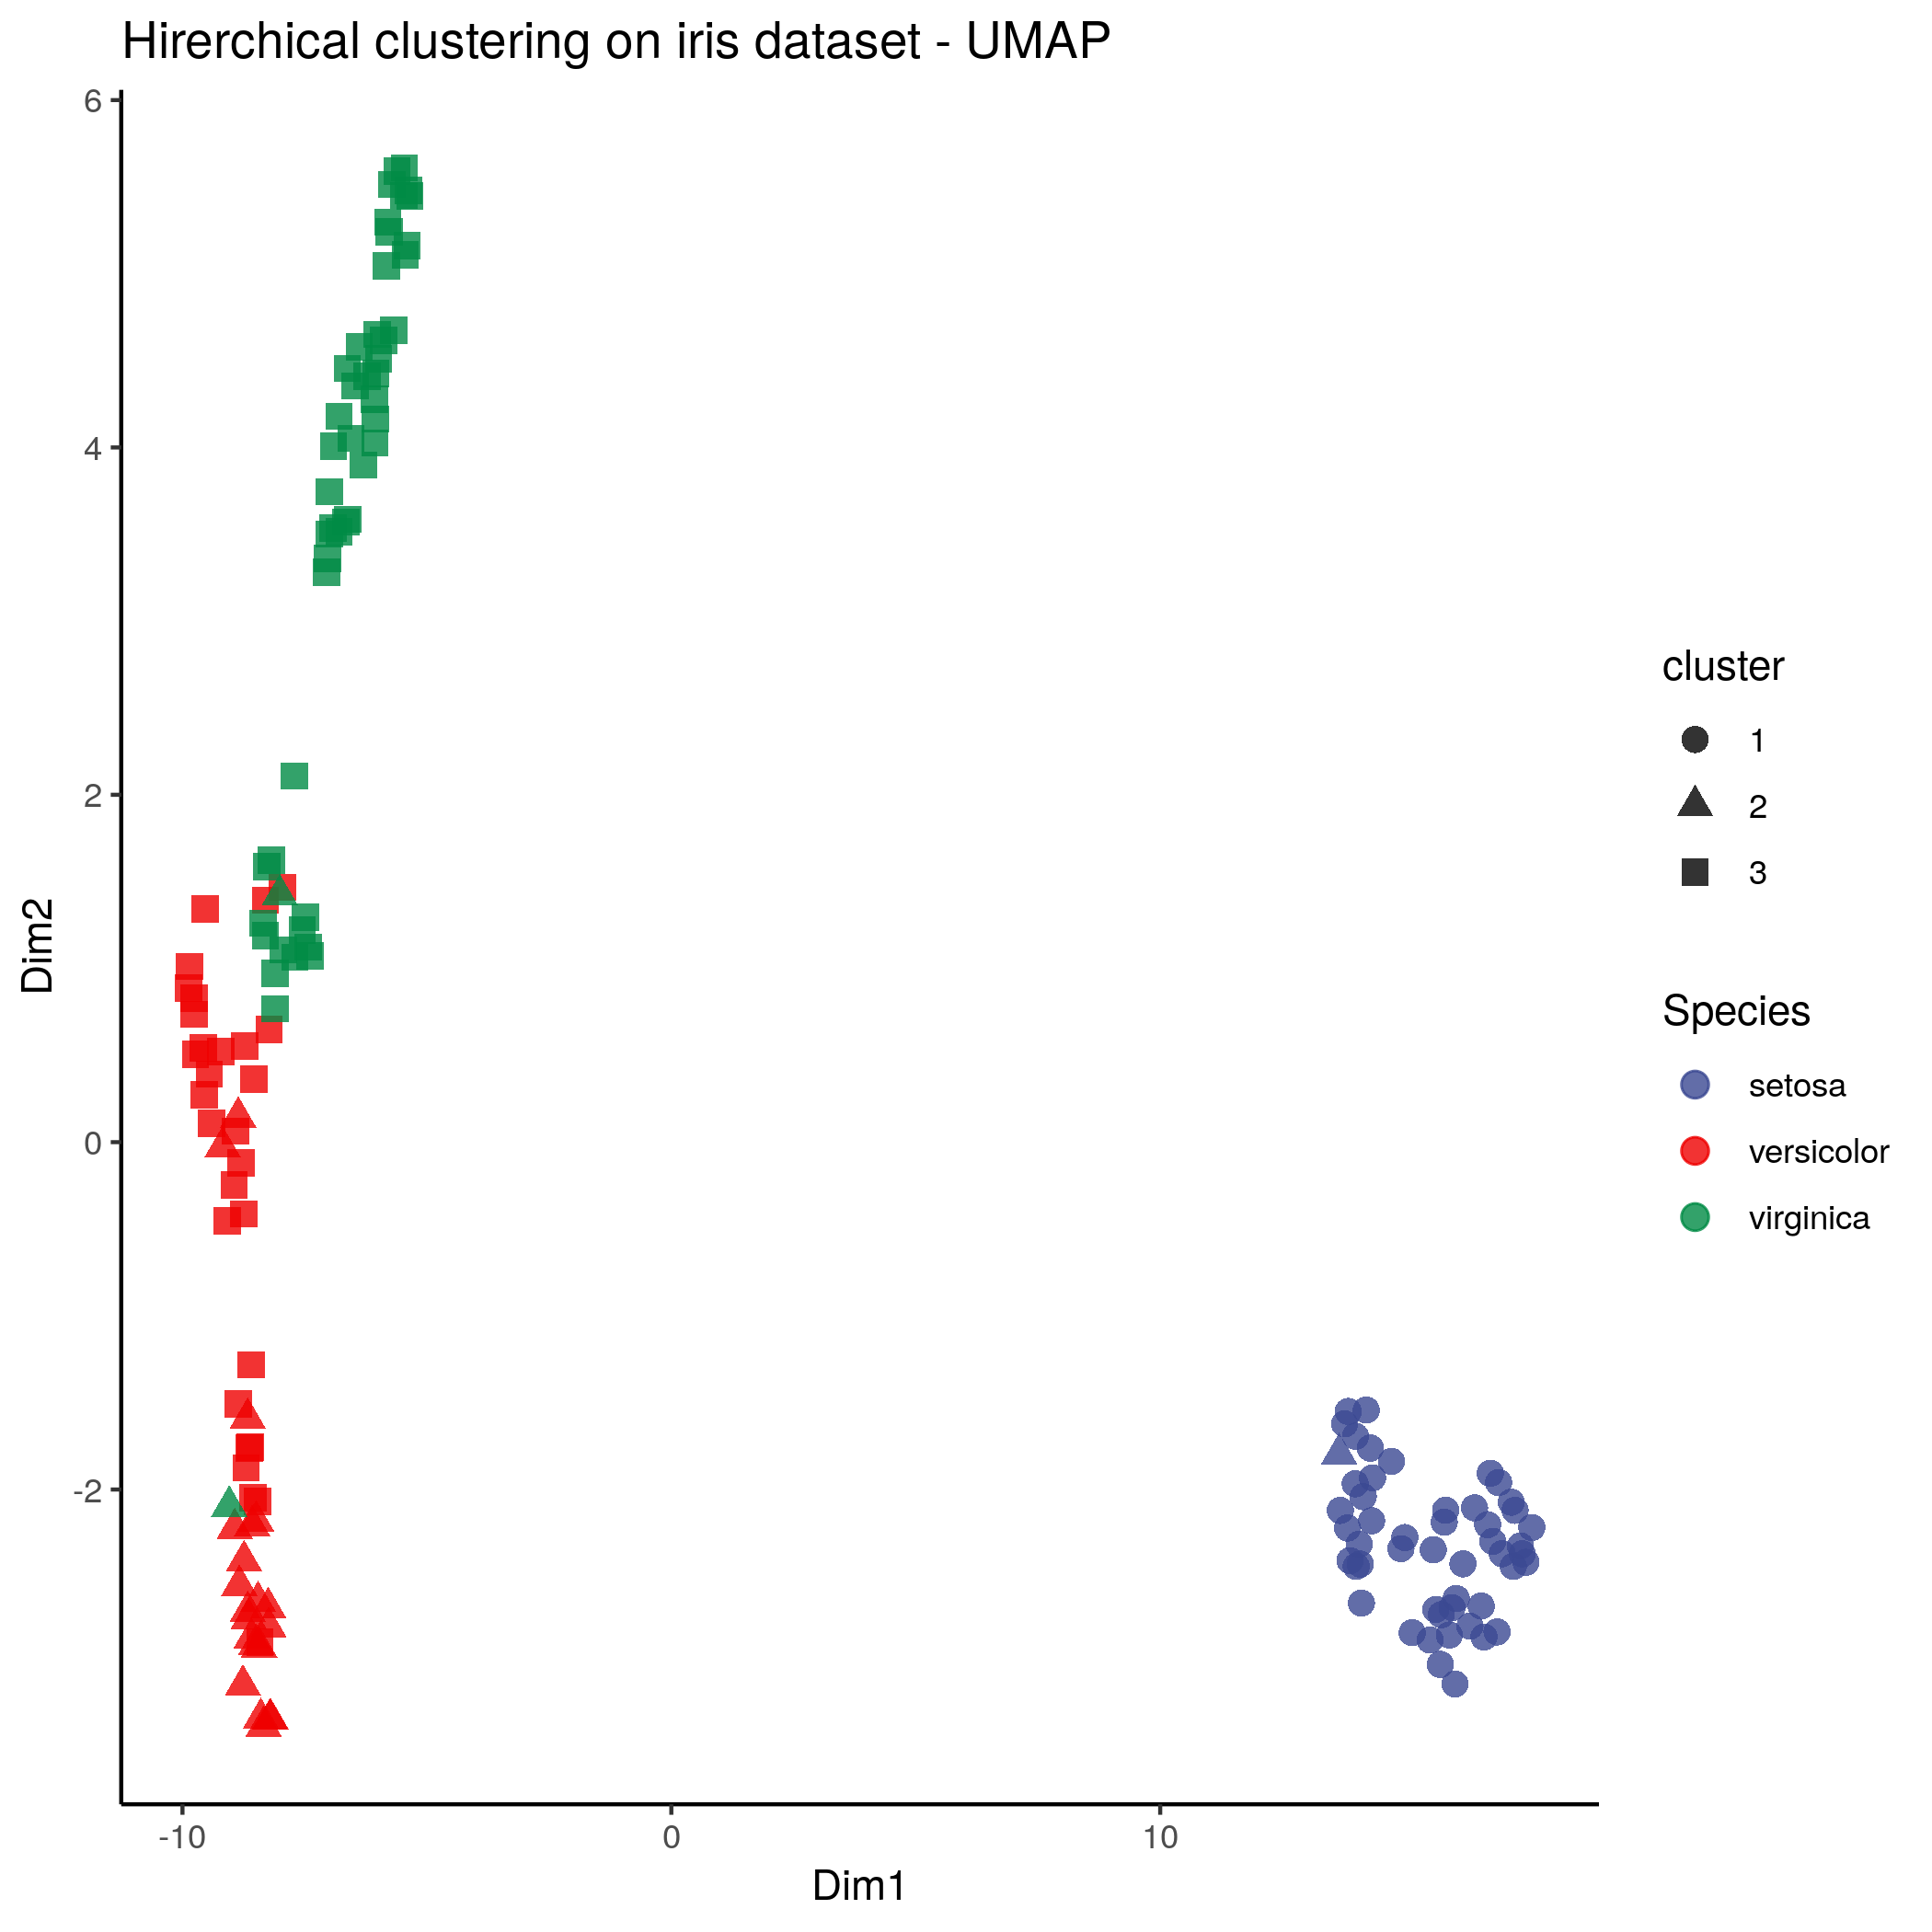 Hirerchical clustering on iris dataset - UMAP
6
4
2
0
-2
Dim2
-10
0
10
Dim1
cluster
1
2
3
Species
setosa
versicolor
virginica